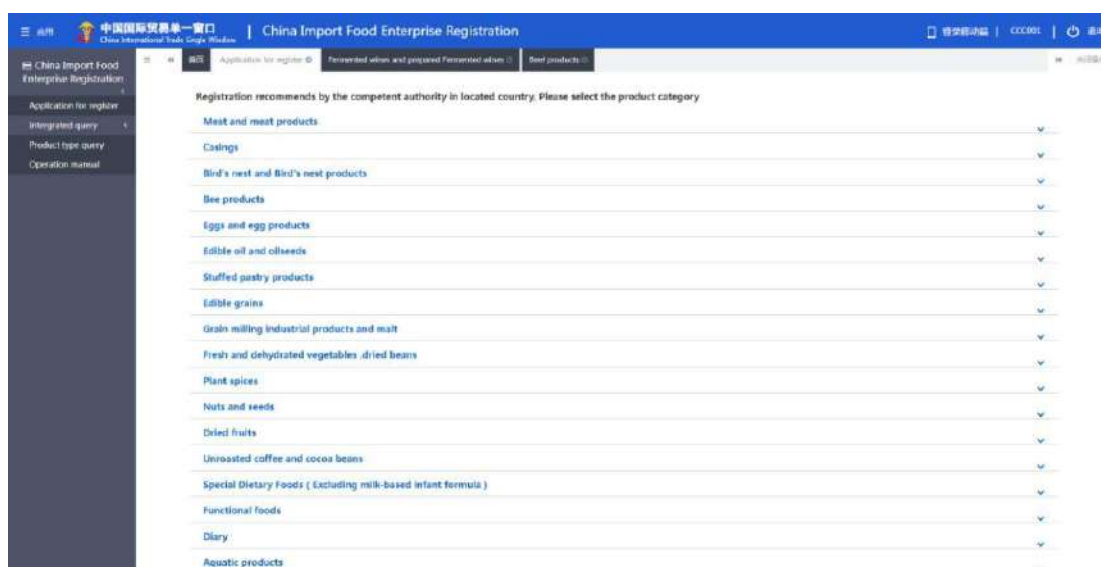 中国国际贸易单一窗口 | China Import Food Enterprise Registration
China International Trade Single Window
CCC001
China Import Food Enterprise Registration
Application for register
Intergrated query
Product type query
Operation manual
首页 Application for register Fermented wines and prepared Fermented wines Beef products
Registration recommends by the competent authority in located country. Please select the product category
Meat and meat products
Casings
Bird's nest and Bird's nest products
Bee products
Eggs and egg products
Edible oil and oilseeds
Stuffed pastry products
Edible grains
Grain milling industrial products and malt
Fresh and dehydrated vegetables ,dried beans
Plant spices
Nuts and seeds
Dried fruits
Unroasted coffee and cocoa beans
Special Dietary Foods ( Excluding milk-based infant formula )
Functional foods
Diary
Aquatic products